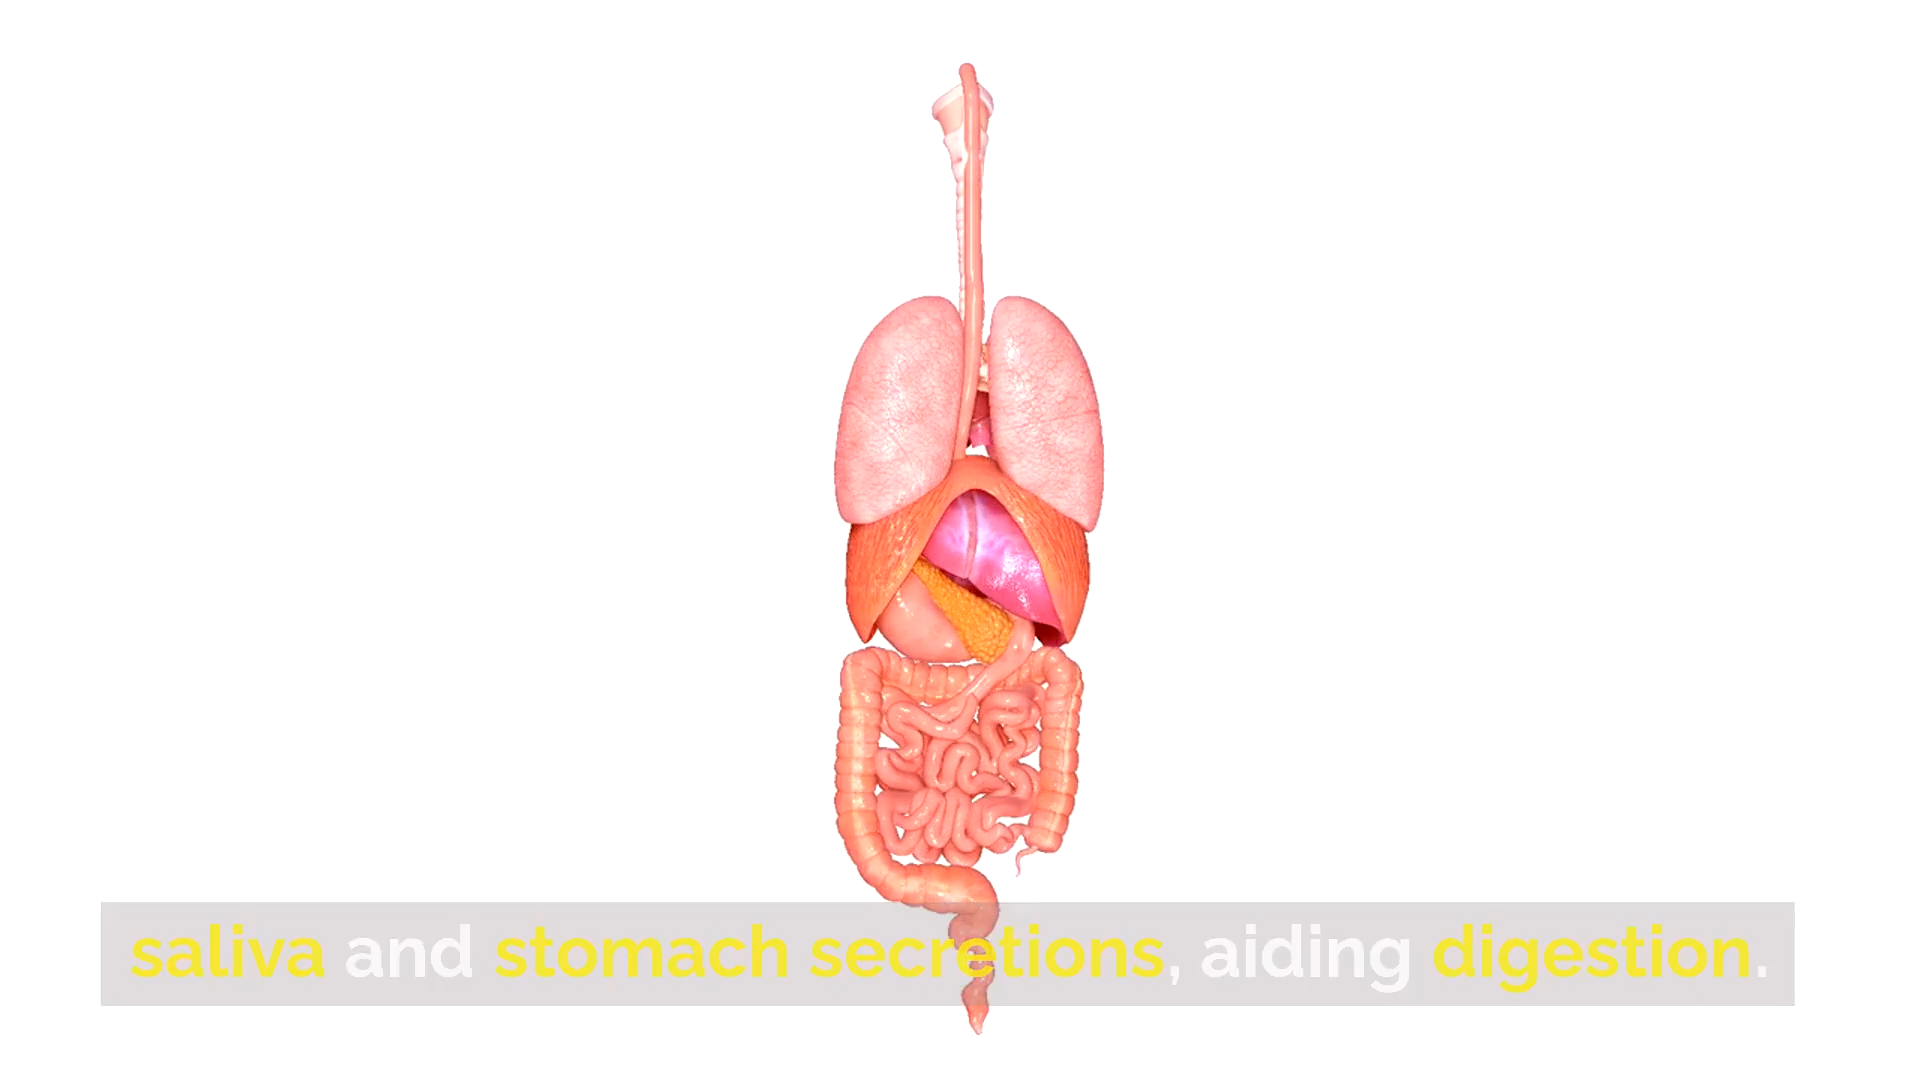 saliva and stomach secretions, aiding digestion.